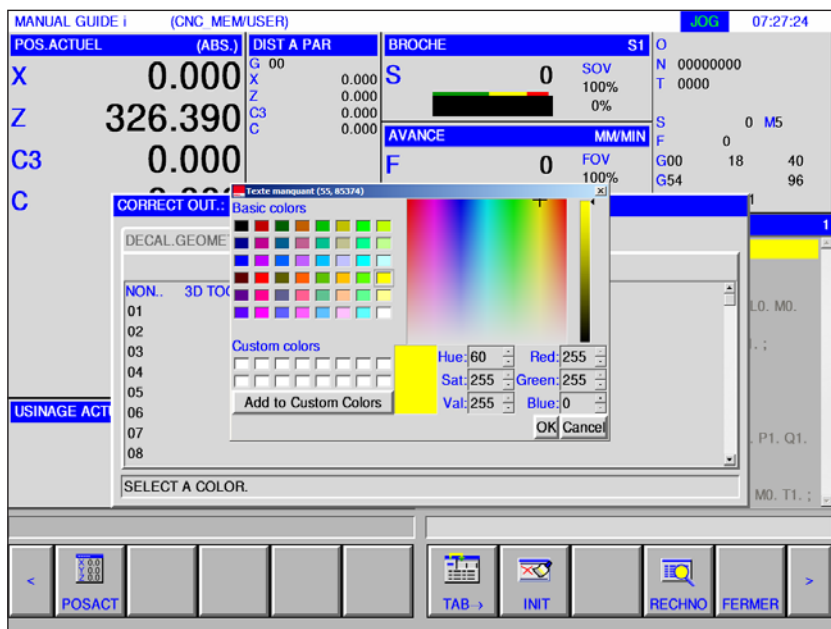 MANUAL GUIDE i (CNC_MEM/USER) JOG 07:27:24
POS.ACTUEL (ABS.)
X 0.000
Z 326.390
C3 0.000
C
DIST A PAR
G 00
X 0.000
Z 0.000
C3 0.000
C 0.000
BROCHE S1
S 0 SOV
100%
0%
AVANCE MM/MIN
F 0 FOV
100%
O
N 00000000
T 0000
S 0 M5
F 0
G00 18 40
G54 96
1
CORRECT OUT.:
DECAL.GEOME
NON.. 3D TOO
01
02
03
04
05
06
07
08
SELECT A COLOR.
Texte manquant (55, 85374)
Basic colors
Custom colors
Add to Custom Colors
Hue: 60 Red: 255
Sat: 255 Green: 255
Val: 255 Blue: 0
OK Cancel
USINAGE ACTU
1
L0. M0.
. ;
. P1. Q1.
M0. T1. ;
< POSACT TAB→ INIT RECHNO FERMER >